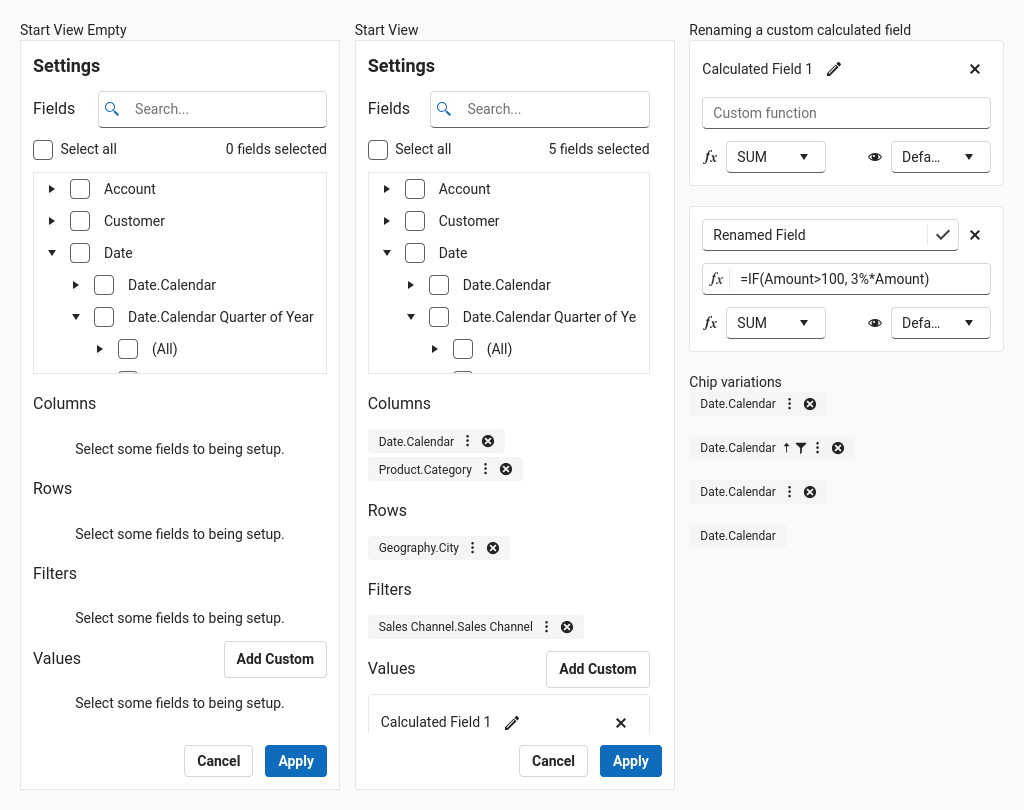 Start View Empty
Settings
Fields
Search...
Select all
0 fields selected
Account
Customer
Date
Date.Calendar
Date.Calendar Quarter of Year
(All)
Columns
Select some fields to being setup.
Rows
Select some fields to being setup.
Filters
Select some fields to being setup.
Values
Add Custom
Select some fields to being setup.
Cancel
Apply
Start View
Settings
Fields
Search...
Select all
5 fields selected
Account
Customer
Date
Date.Calendar
Date.Calendar Quarter of Ye
(All)
Columns
Date.Calendar
Product.Category
Rows
Geography.City
Filters
Sales Channel.Sales Channel
Values
Add Custom
Calculated Field 1
Cancel
Apply
Renaming a custom calculated field
Calculated Field 1
Custom function
fx
SUM
Defa...
Renamed Field
fx
=IF(Amount>100, 3%*Amount)
fx
SUM
Defa...
Chip variations
Date.Calendar
Date.Calendar
Date.Calendar
Date.Calendar